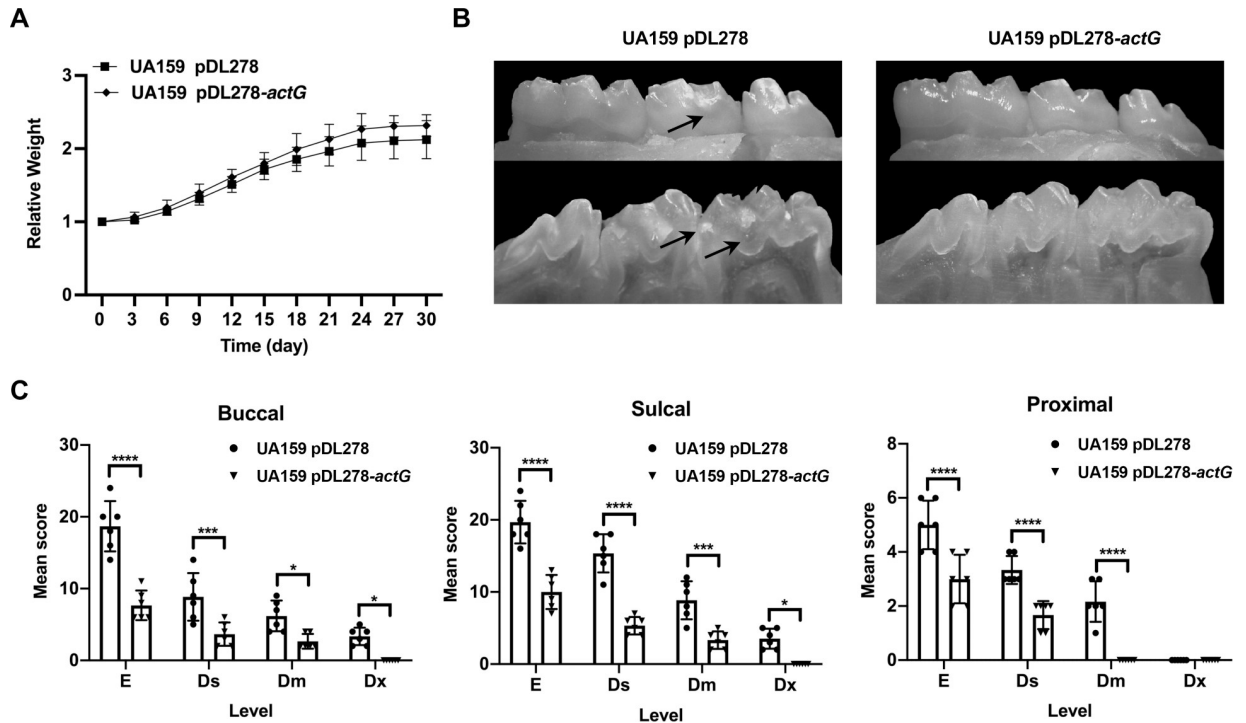 A
UA159 pDL278
UA159 pDL278-actG
3
2
1
0
Relative Weight
0 3 6 9 12 15 18 21 24 27 30
Time (day)
B
UA159 pDL278
UA159 pDL278-actG
C
Buccal
UA159 pDL278
UA159 pDL278-actG
30
20
10
0
Mean score
****
***
*
*
E Ds Dm Dx
Level
Sulcal
UA159 pDL278
UA159 pDL278-actG
30
20
10
0
Mean score
****
****
***
*
E Ds Dm Dx
Level
Proximal
UA159 pDL278
UA159 pDL278-actG
8
6
4
2
0
Mean score
****
****
****
E Ds Dm Dx
Level